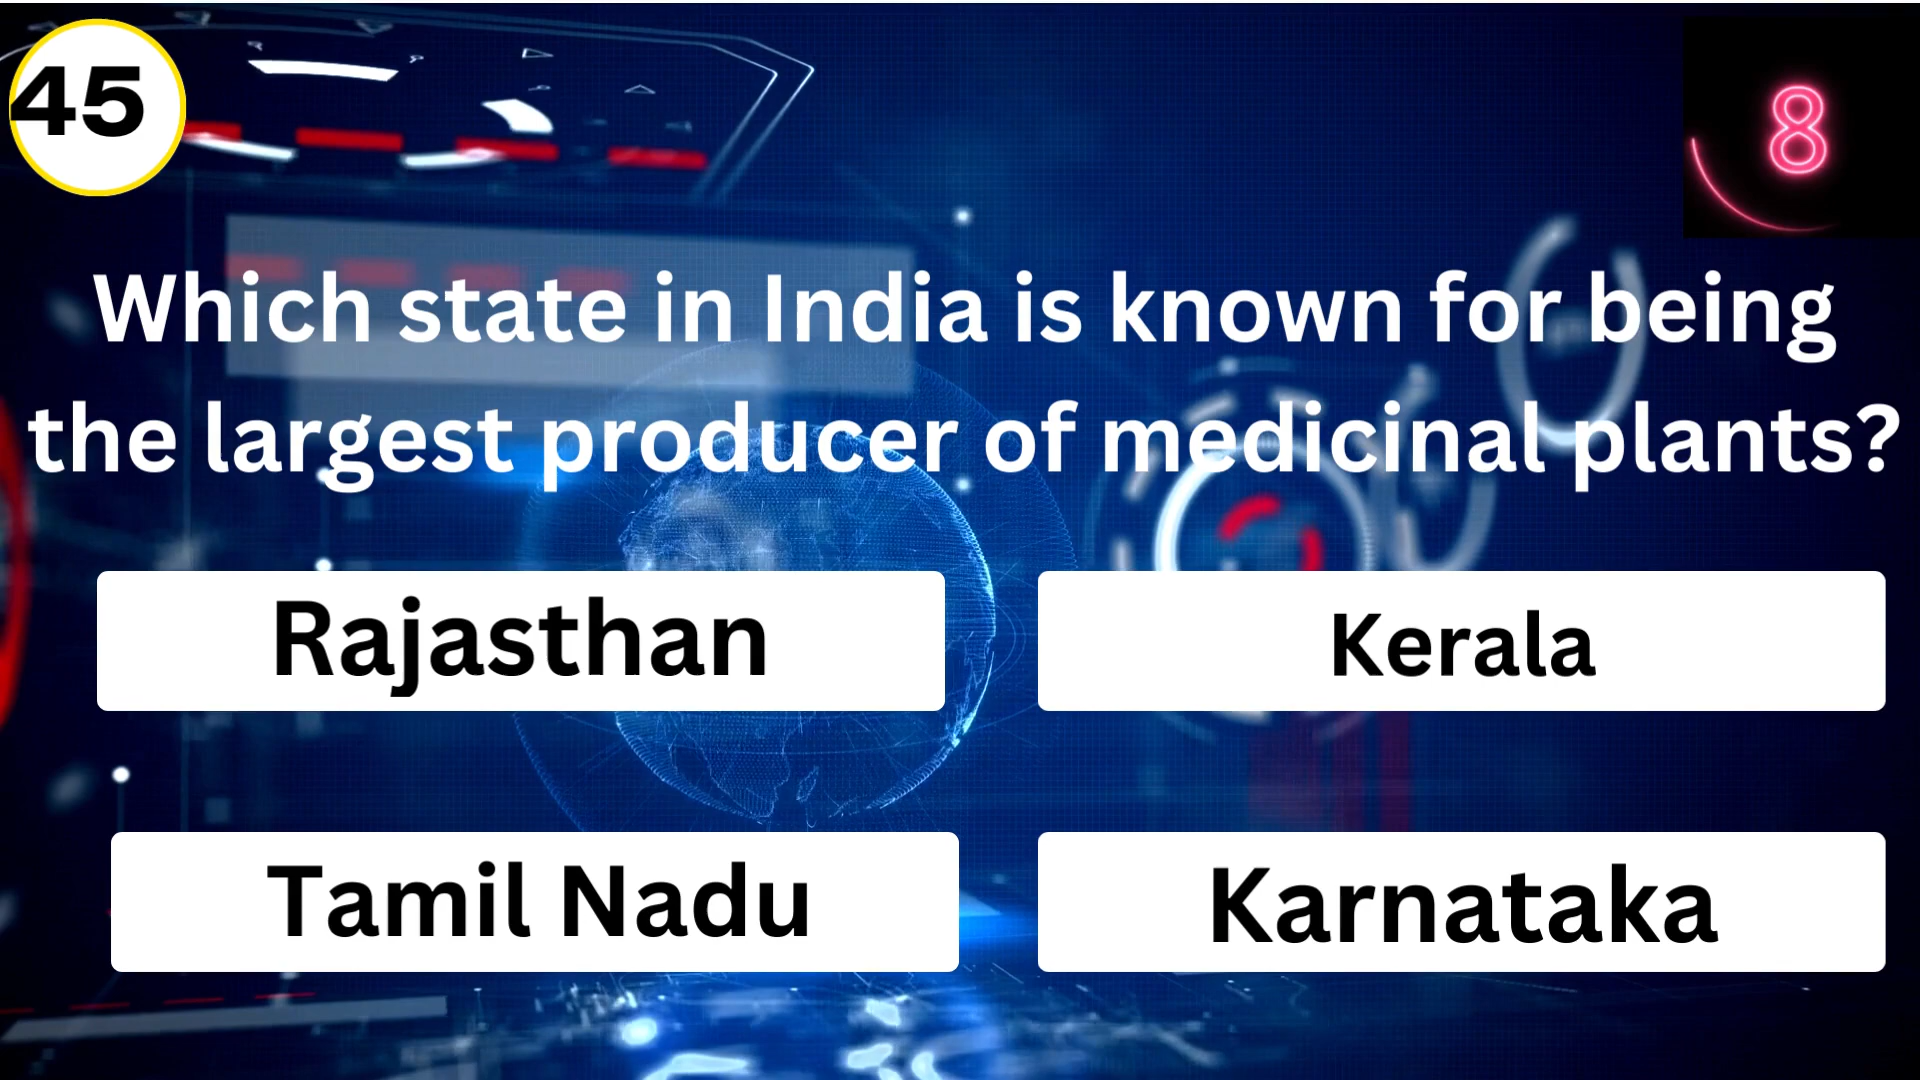 45
8
Which state in India is known for being
the largest producer of medicinal plants?
Rajasthan
Kerala
Tamil Nadu
Karnataka